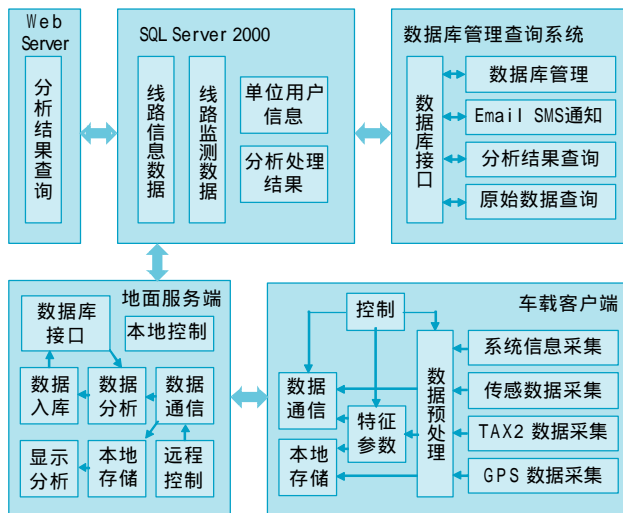 Web
Server
分
析
结
果
查
询
SQL Server 2000
线
路
信
息
数
据
线
路
监
测
数
据
单位用户
信息
分析处理
结果
数据库管理查询系统
数
据
库
接
口
数据库管理
Email SMS通知
分析结果查询
原始数据查询
地面服务端
数据库
接口
本地控制
数据
入库
数据
分析
数据
通信
显示
分析
本地
存储
远程
控制
车载客户端
控制
数据
通信
本地
存储
特征
参数
数
据
预
处
理
系统信息采集
传感数据采集
TAX2 数据采集
GPS 数据采集